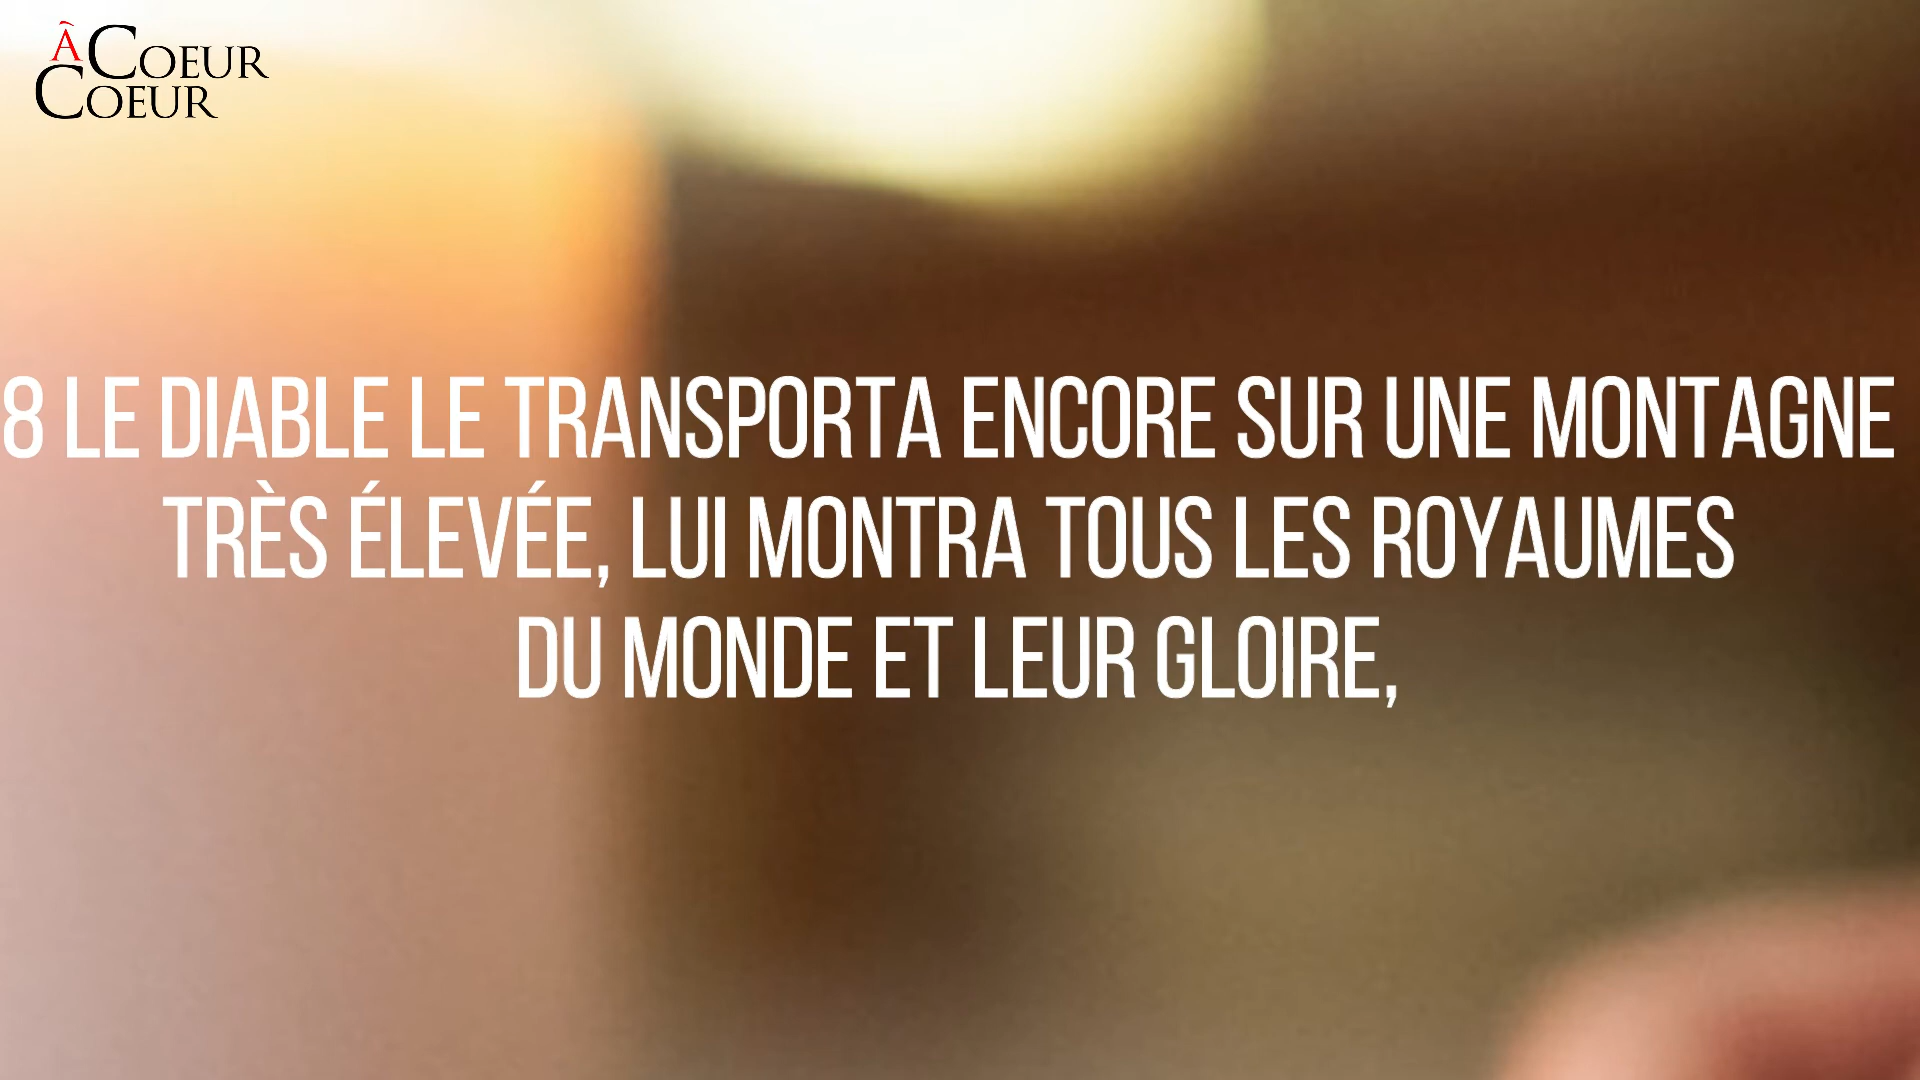 Â COEUR
COEUR
8 LE DIABLE LE TRANSPORTA ENCORE SUR UNE MONTAGNE
TRÈS ÉLEVÉE, LUI MONTRA TOUS LES ROYAUMES
DU MONDE ET LEUR GLOIRE,